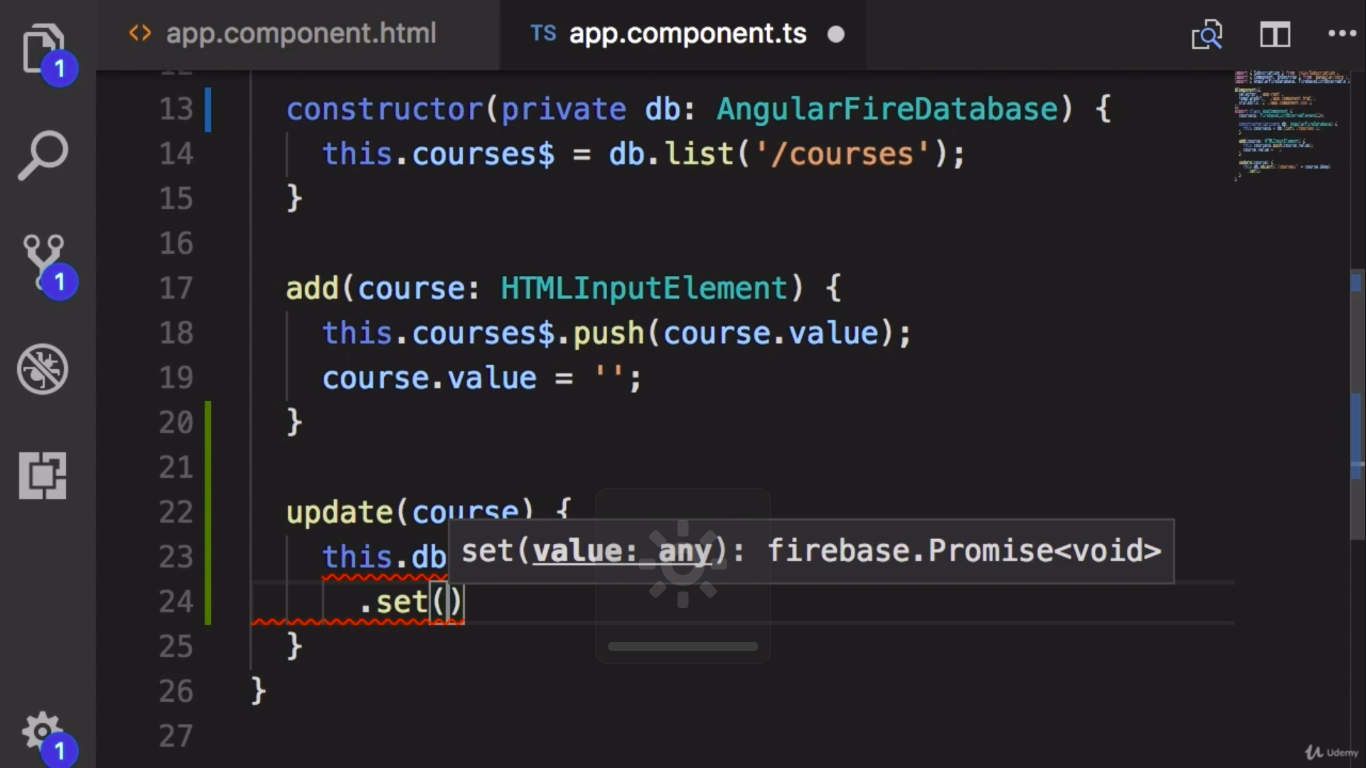 app.component.html
TS app.component.ts
1
13 constructor(private db: AngularFireDatabase) {
14 this.courses$ = db.list('/courses');
15 }
16
17 add(course: HTMLInputElement) {
18 this.courses$.push(course.value);
19 course.value = '';
20 }
1
21
22 update(course) {
23 this.db
set(value: any): firebase.Promise<void>
24 .set()
25 }
26 }
27
1
Udemy